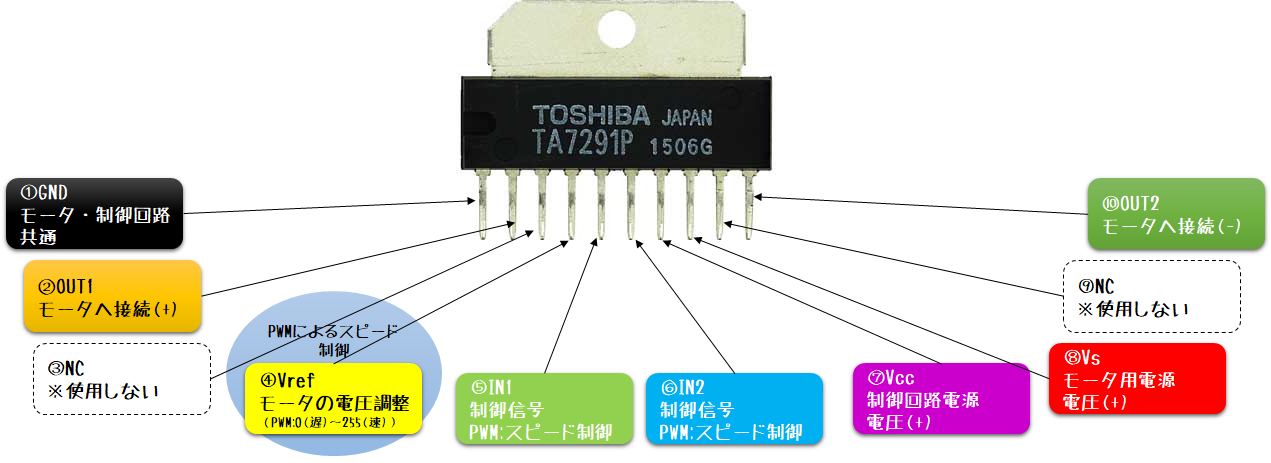 TOSHIBA JAPAN
TA7291P 1506G
①GND
モータ・制御回路
共通
②OUT1
モータへ接続(+)
③NC
※使用しない
PWMによるスピード
制御
④Vref
モータの電圧調整
(PWM:0(遅)~255(速))
⑤IN1
制御信号
PWM:スピード制御
⑥IN2
制御信号
PWM:スピード制御
⑦Vcc
制御回路電源
電圧(+)
⑧Vs
モータ用電源
電圧(+)
⑨NC
※使用しない
⑩OUT2
モータへ接続(-)